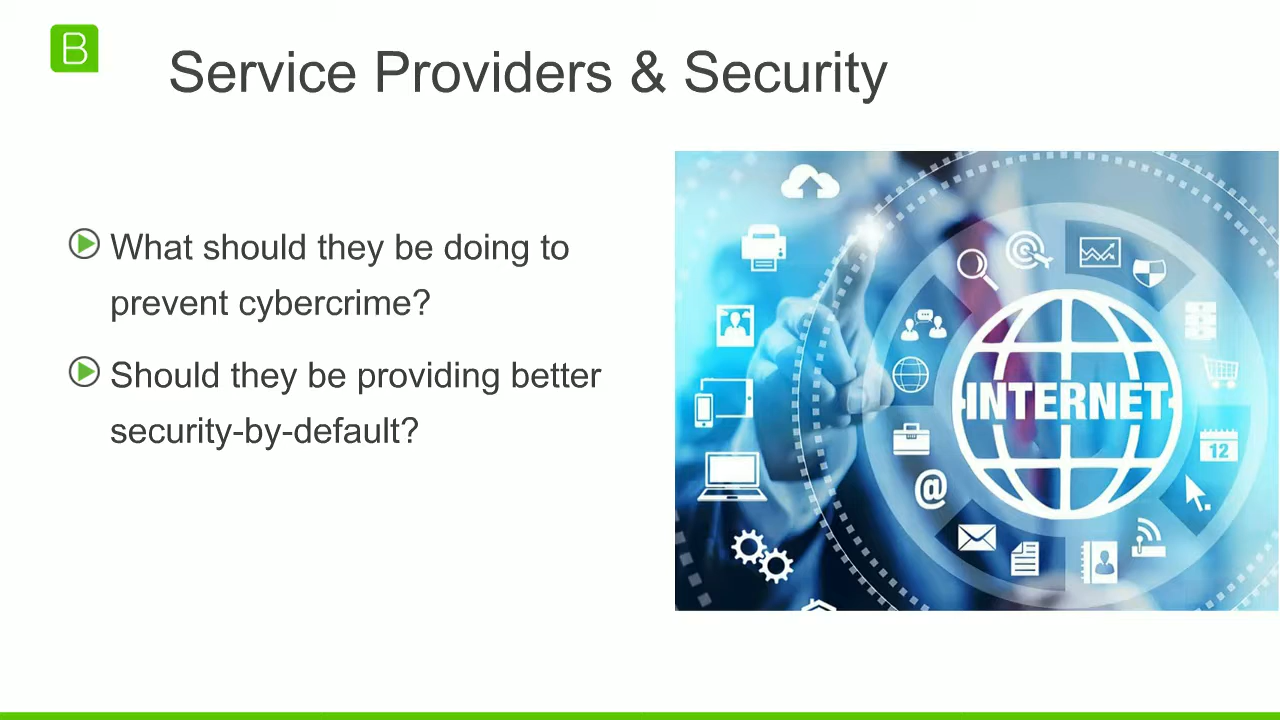 B
Service Providers & Security
What should they be doing to
prevent cybercrime?
Should they be providing better
security-by-default?
INTERNET
12
@